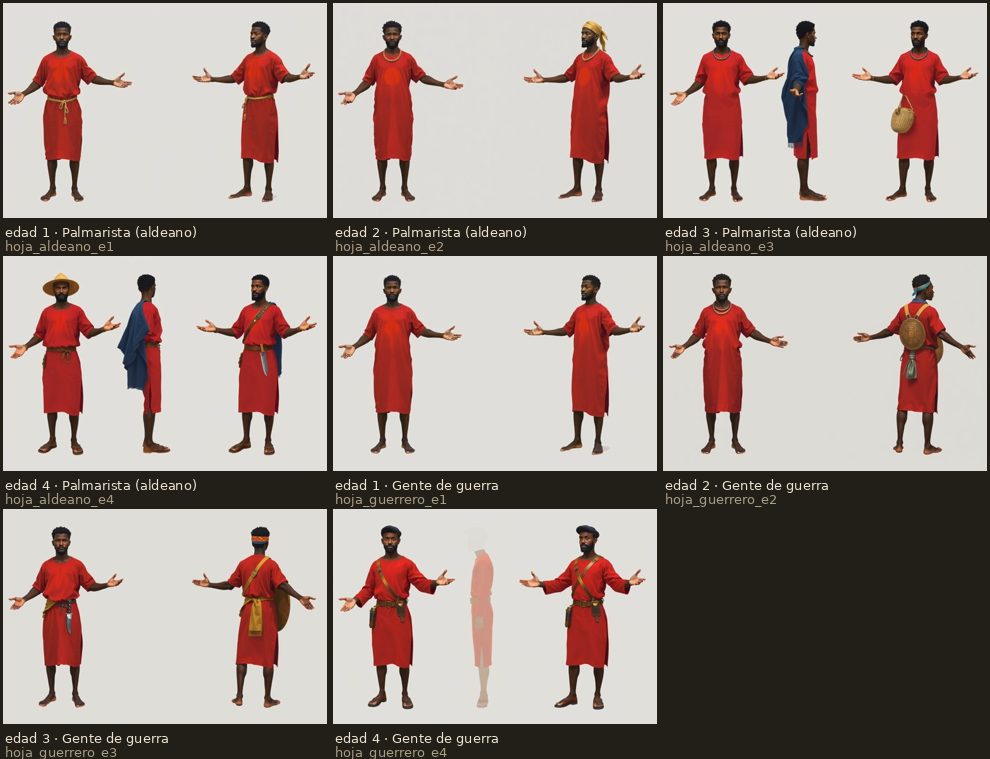 edad 1 · Palmarista (aldeano)
hoja_aldeano_e1
edad 2 · Palmarista (aldeano)
hoja_aldeano_e2
edad 3 · Palmarista (aldeano)
hoja_aldeano_e3
edad 4 · Palmarista (aldeano)
hoja_aldeano_e4
edad 1 · Gente de guerra
hoja_guerrero_e1
edad 2 · Gente de guerra
hoja_guerrero_e2
edad 3 · Gente de guerra
hoja_guerrero_e3
edad 4 · Gente de guerra
hoja_guerrero_e4